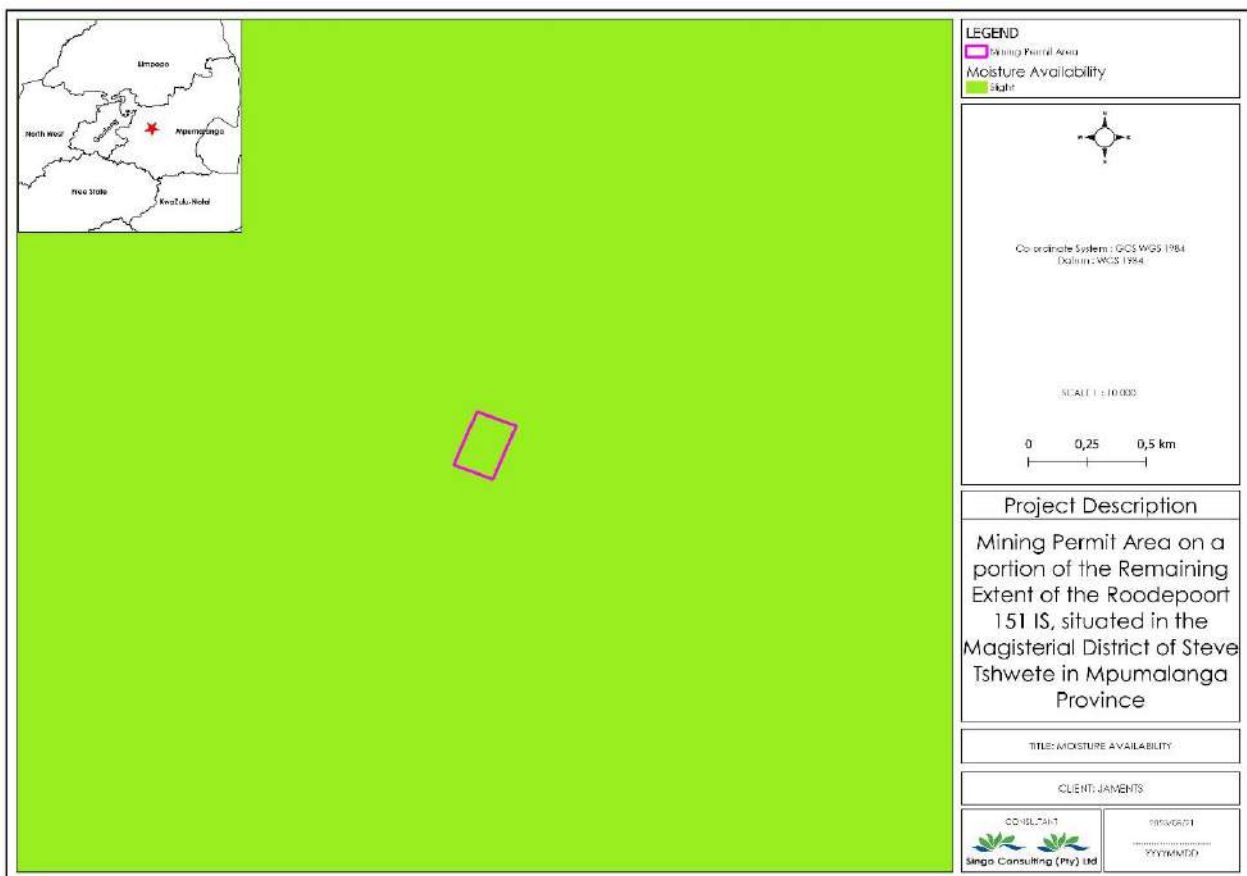 Limpopo
North West
Gauteng
Mpumalanga
Free State
KwaZulu-Natal
LEGEND
Mining Permit Area
Moisture Availability
Slight
N
W
E
S
Co-ordinate System : GCS WGS 1984
Datum : WGS 1984
SCALE 1 : 10 000
0 0,25 0,5 km
Project Description
Mining Permit Area on a
portion of the Remaining
Extent of the Roodepoort
151 IS, situated in the
Magisterial District of Steve
Tshwete in Mpumalanga
Province
TITLE: MOISTURE AVAILABILITY
CLIENT: JAMENTS
CONSULTANT
Singo Consulting (Pty) Ltd
YYYYMMDD